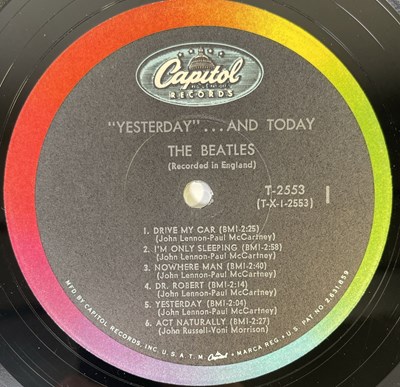 Capitol
RECORDS
"YESTERDAY" ... AND TODAY
THE BEATLES
(Recorded in England)
T-2553
(T-X-1-2553)
1
1. DRIVE MY CAR (BMI-2:25)
(John Lennon-Paul McCartney)
2. I'M ONLY SLEEPING (BMI-2:58)
(John Lennon-Paul McCartney)
3. NOWHERE MAN (BMI-2:40)
(John Lennon-Paul McCartney)
4. DR. ROBERT (BMI-2:14)
(John Lennon-Paul McCartney)
5. YESTERDAY (BMI-2:04)
(John Lennon-Paul McCartney)
6. ACT NATURALLY (BMI-2:27)
(John Russell-Voni Morrison)
MFD. BY CAPITOL RECORDS, INC. U.S.A. T.M. Capitol MARCA REG. • U.S. PAT. NO. 2,631,859